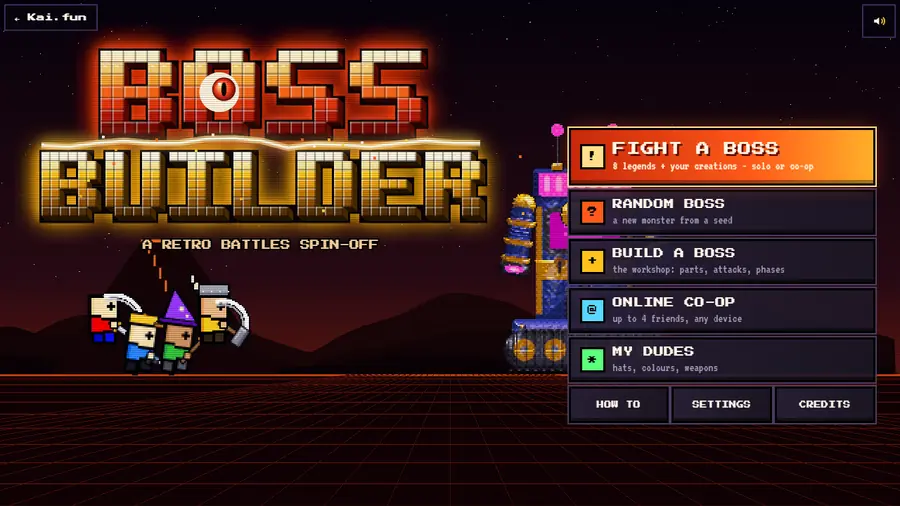 ← Kai.fun
BOSS
BUILDER
A RETRO BATTLES SPIN-OFF
! FIGHT A BOSS
8 legends + your creations - solo or co-op
? RANDOM BOSS
a new monster from a seed
+ BUILD A BOSS
the workshop: parts, attacks, phases
@ ONLINE CO-OP
up to 4 friends, any device
* MY DUDES
hats, colours, weapons
HOW TO SETTINGS CREDITS